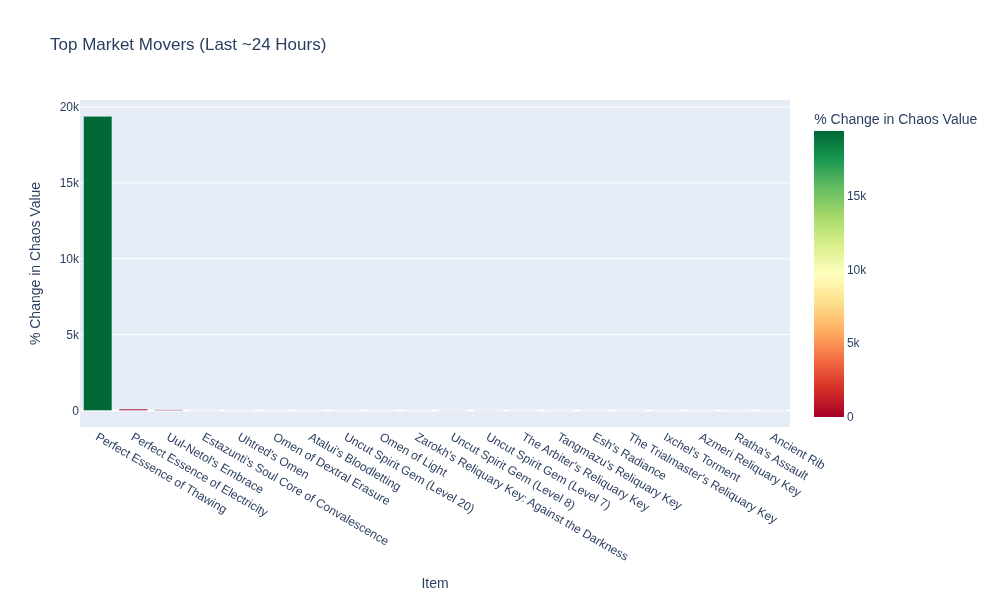 Top Market Movers (Last ~24 Hours)
% Change in Chaos Value
20k
15k
10k
5k
0
% Change in Chaos Value
15k
10k
5k
0
Perfect Essence of Thawing
Perfect Essence of Electricity
Uul-Netol's Embrace
Estazunti's Soul Core of Convalescence
Uhtred's Omen
Omen of Dextral Erasure
Atalui's Bloodletting
Uncut Spirit Gem (Level 20)
Omen of Light
Zarokh's Reliquary Key: Against the Darkness
Uncut Spirit Gem (Level 8)
Uncut Spirit Gem (Level 7)
The Arbiter's Reliquary Key
Tangmazu's Reliquary Key
Esh's Radiance
The Trialmaster's Reliquary Key
Ixchel's Torment
Azmeri Reliquary Key
Ratha's Assault
Ancient Rib
Item